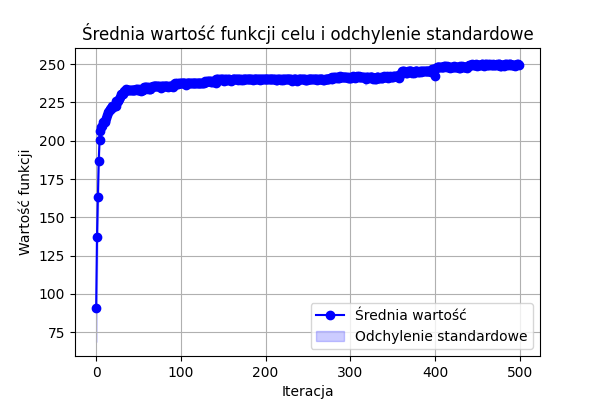 Średnia wartość funkcji celu i odchylenie standardowe
250
225
200
175
150
125
100
75
Wartość funkcji
Średnia wartość
Odchylenie standardowe
0 100 200 300 400 500
Iteracja